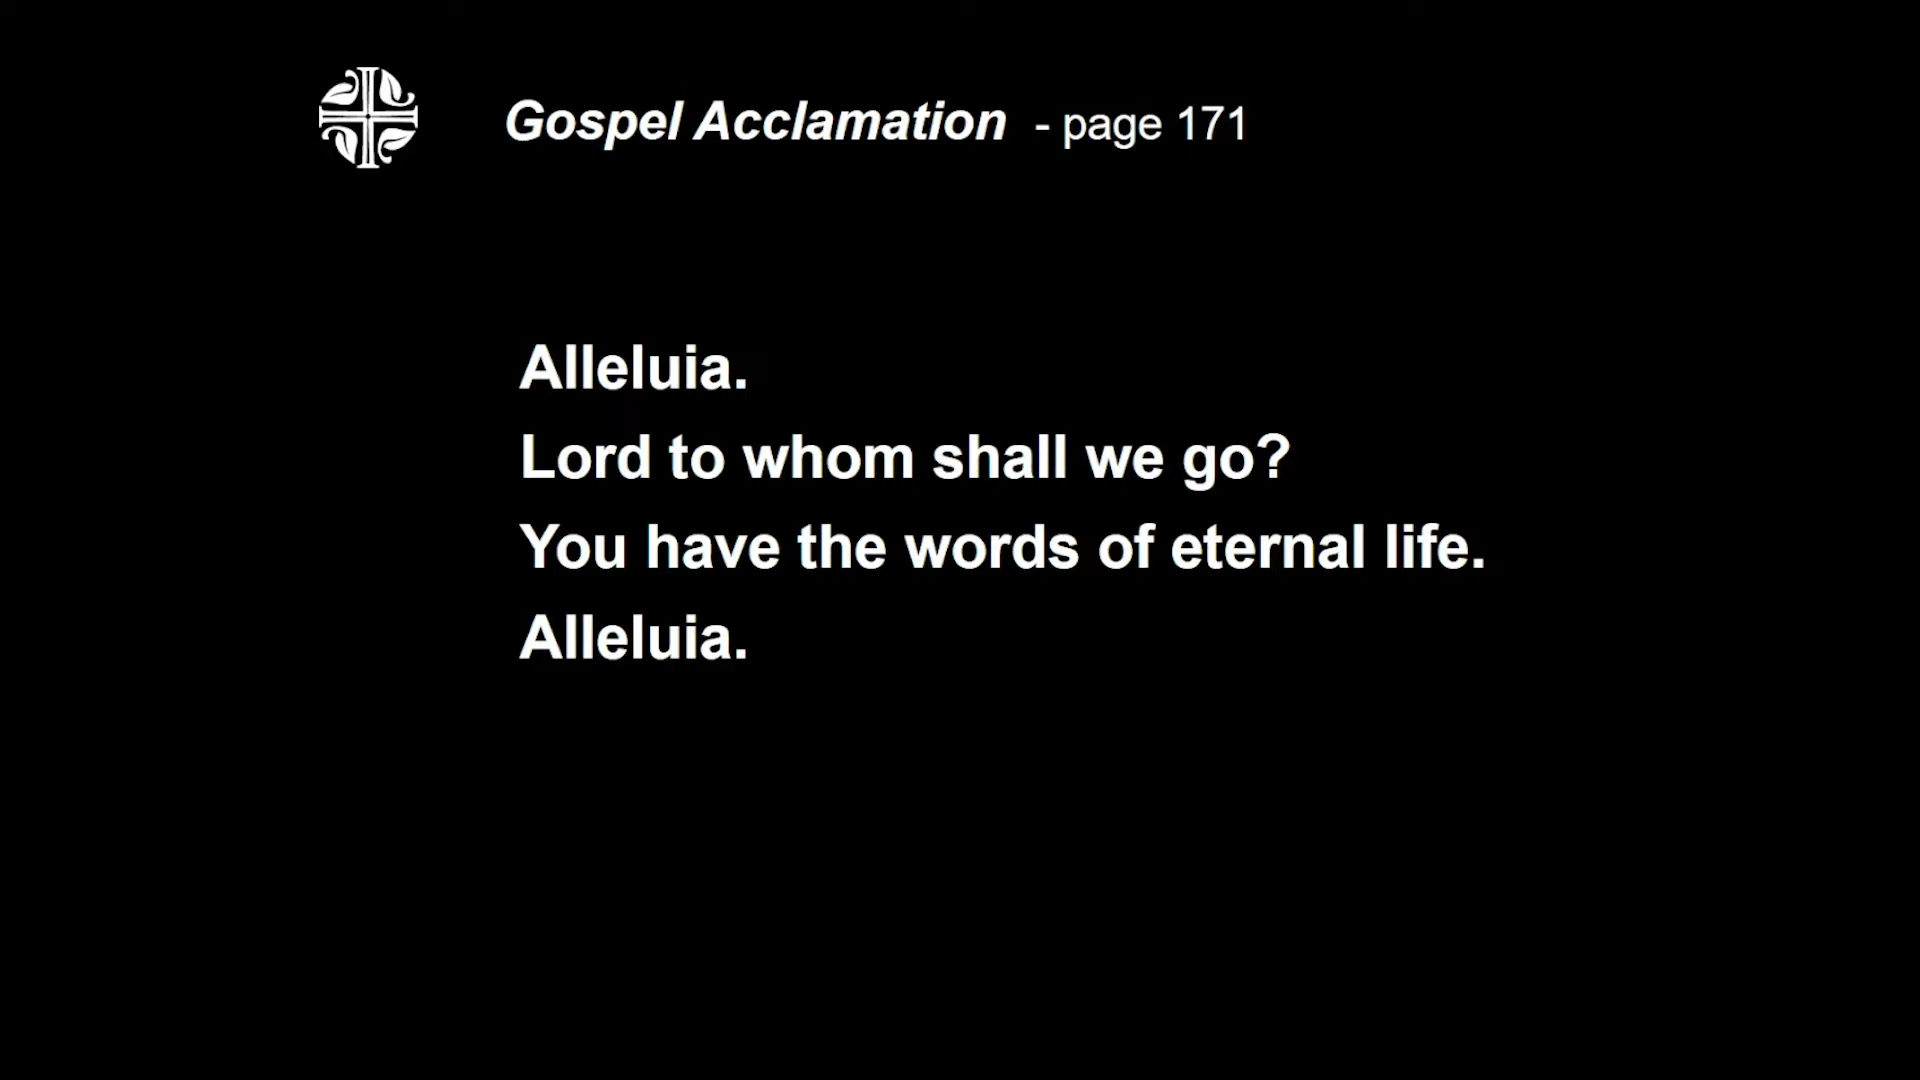 Gospel Acclamation - page 171
Alleluia.
Lord to whom shall we go?
You have the words of eternal life.
Alleluia.